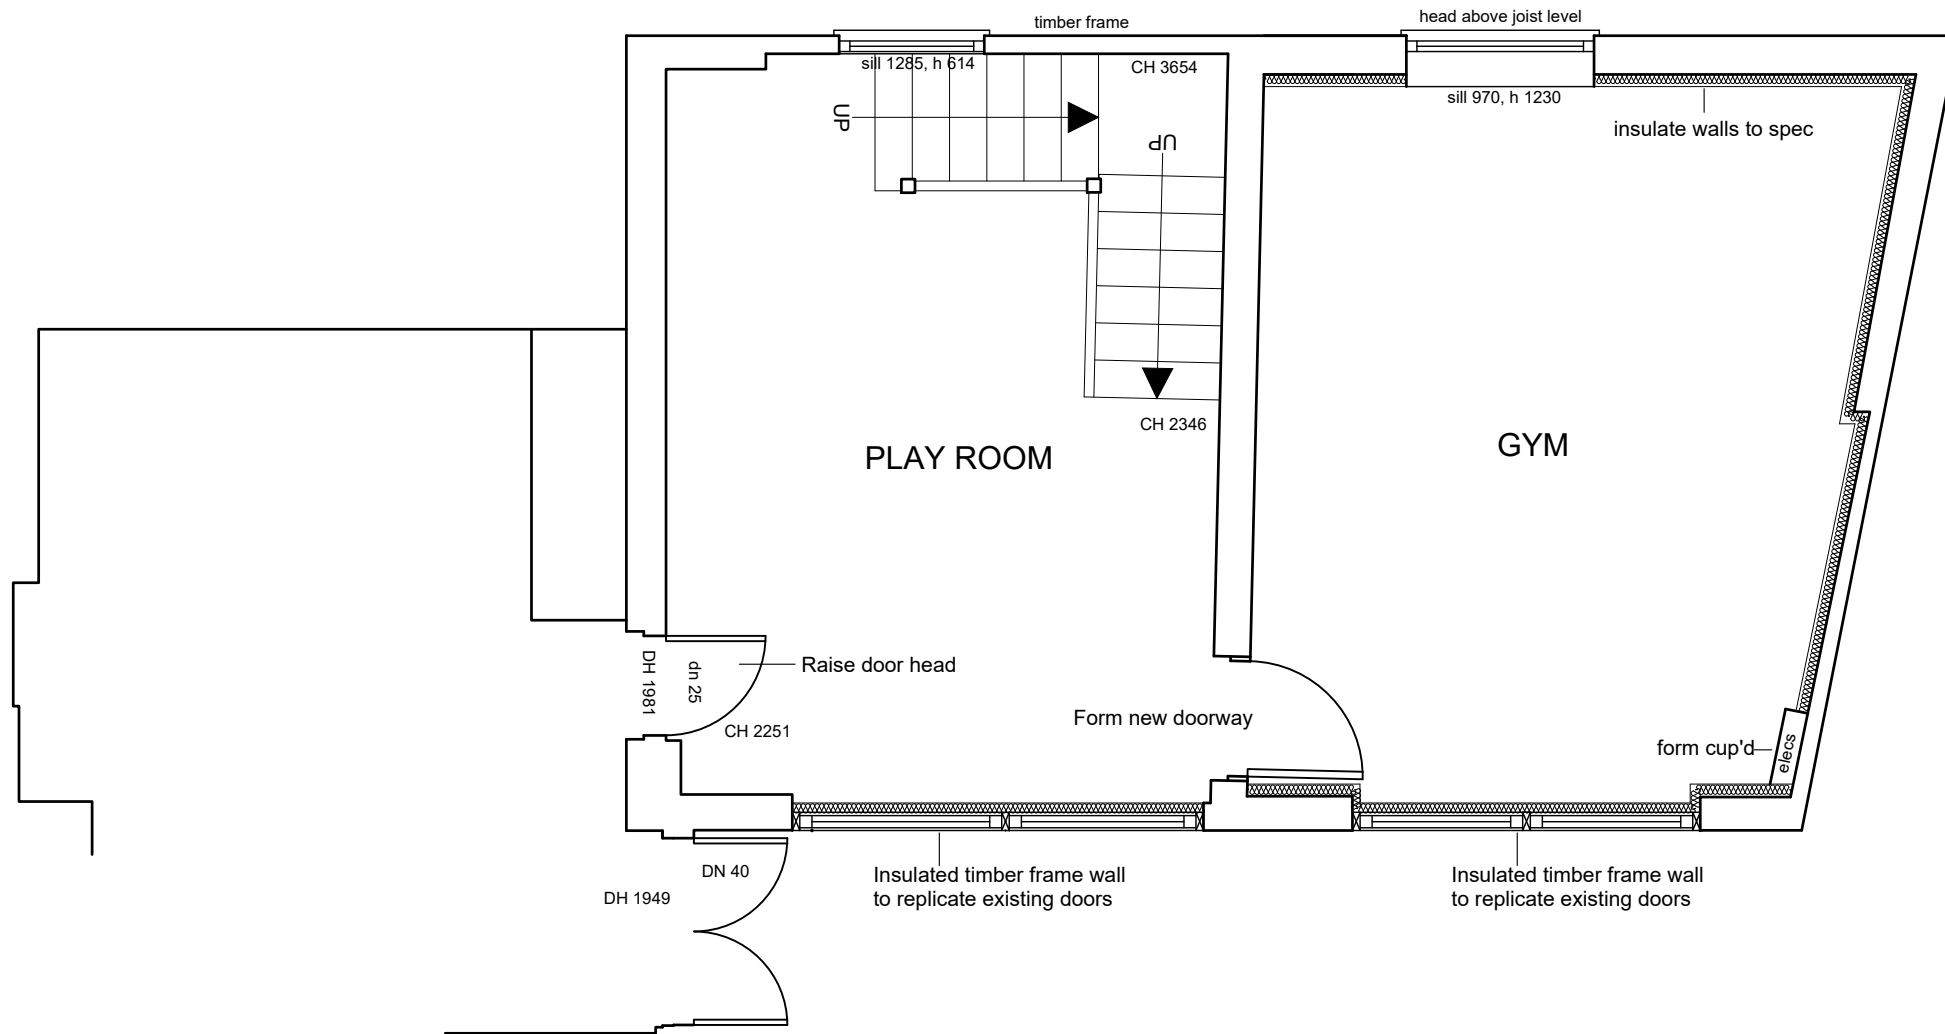 timber frame
head above joist level
sill 1285, h 614
CH 3654
sill 970, h 1230
insulate walls to spec
UP
UP
CH 2346
PLAY ROOM
GYM
DH 1981
dn 25
Raise door head
CH 2251
Form new doorway
form cup'd
elecs
DN 40
DH 1949
Insulated timber frame wall
to replicate existing doors
Insulated timber frame wall
to replicate existing doors